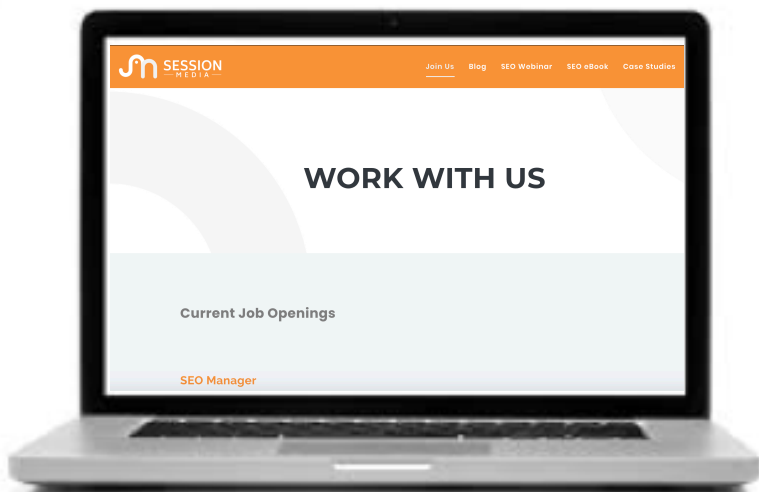 SESSION
MEDIA
Join Us Blog SEO Webinar SEO eBook Case Studies
WORK WITH US
Current Job Openings
SEO Manager